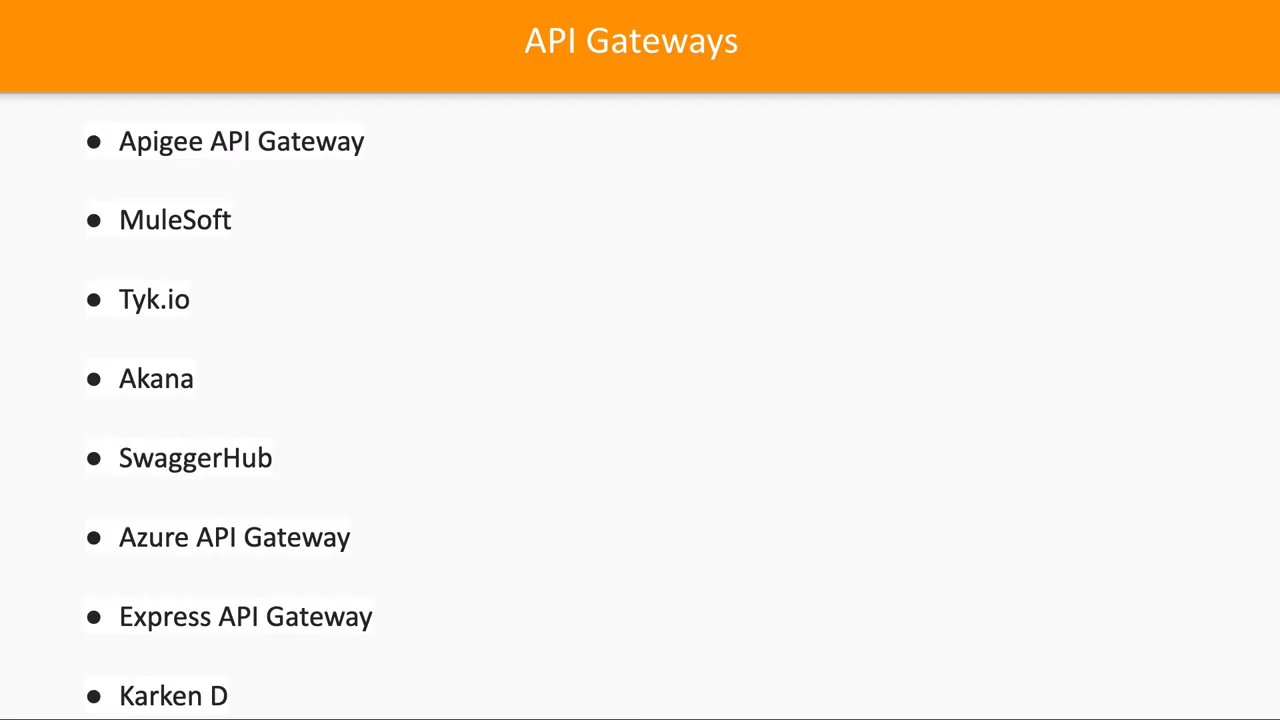 API Gateways
● Apigee API Gateway
● MuleSoft
● Tyk.io
● Akana
● SwaggerHub
● Azure API Gateway
● Express API Gateway
● Karken D